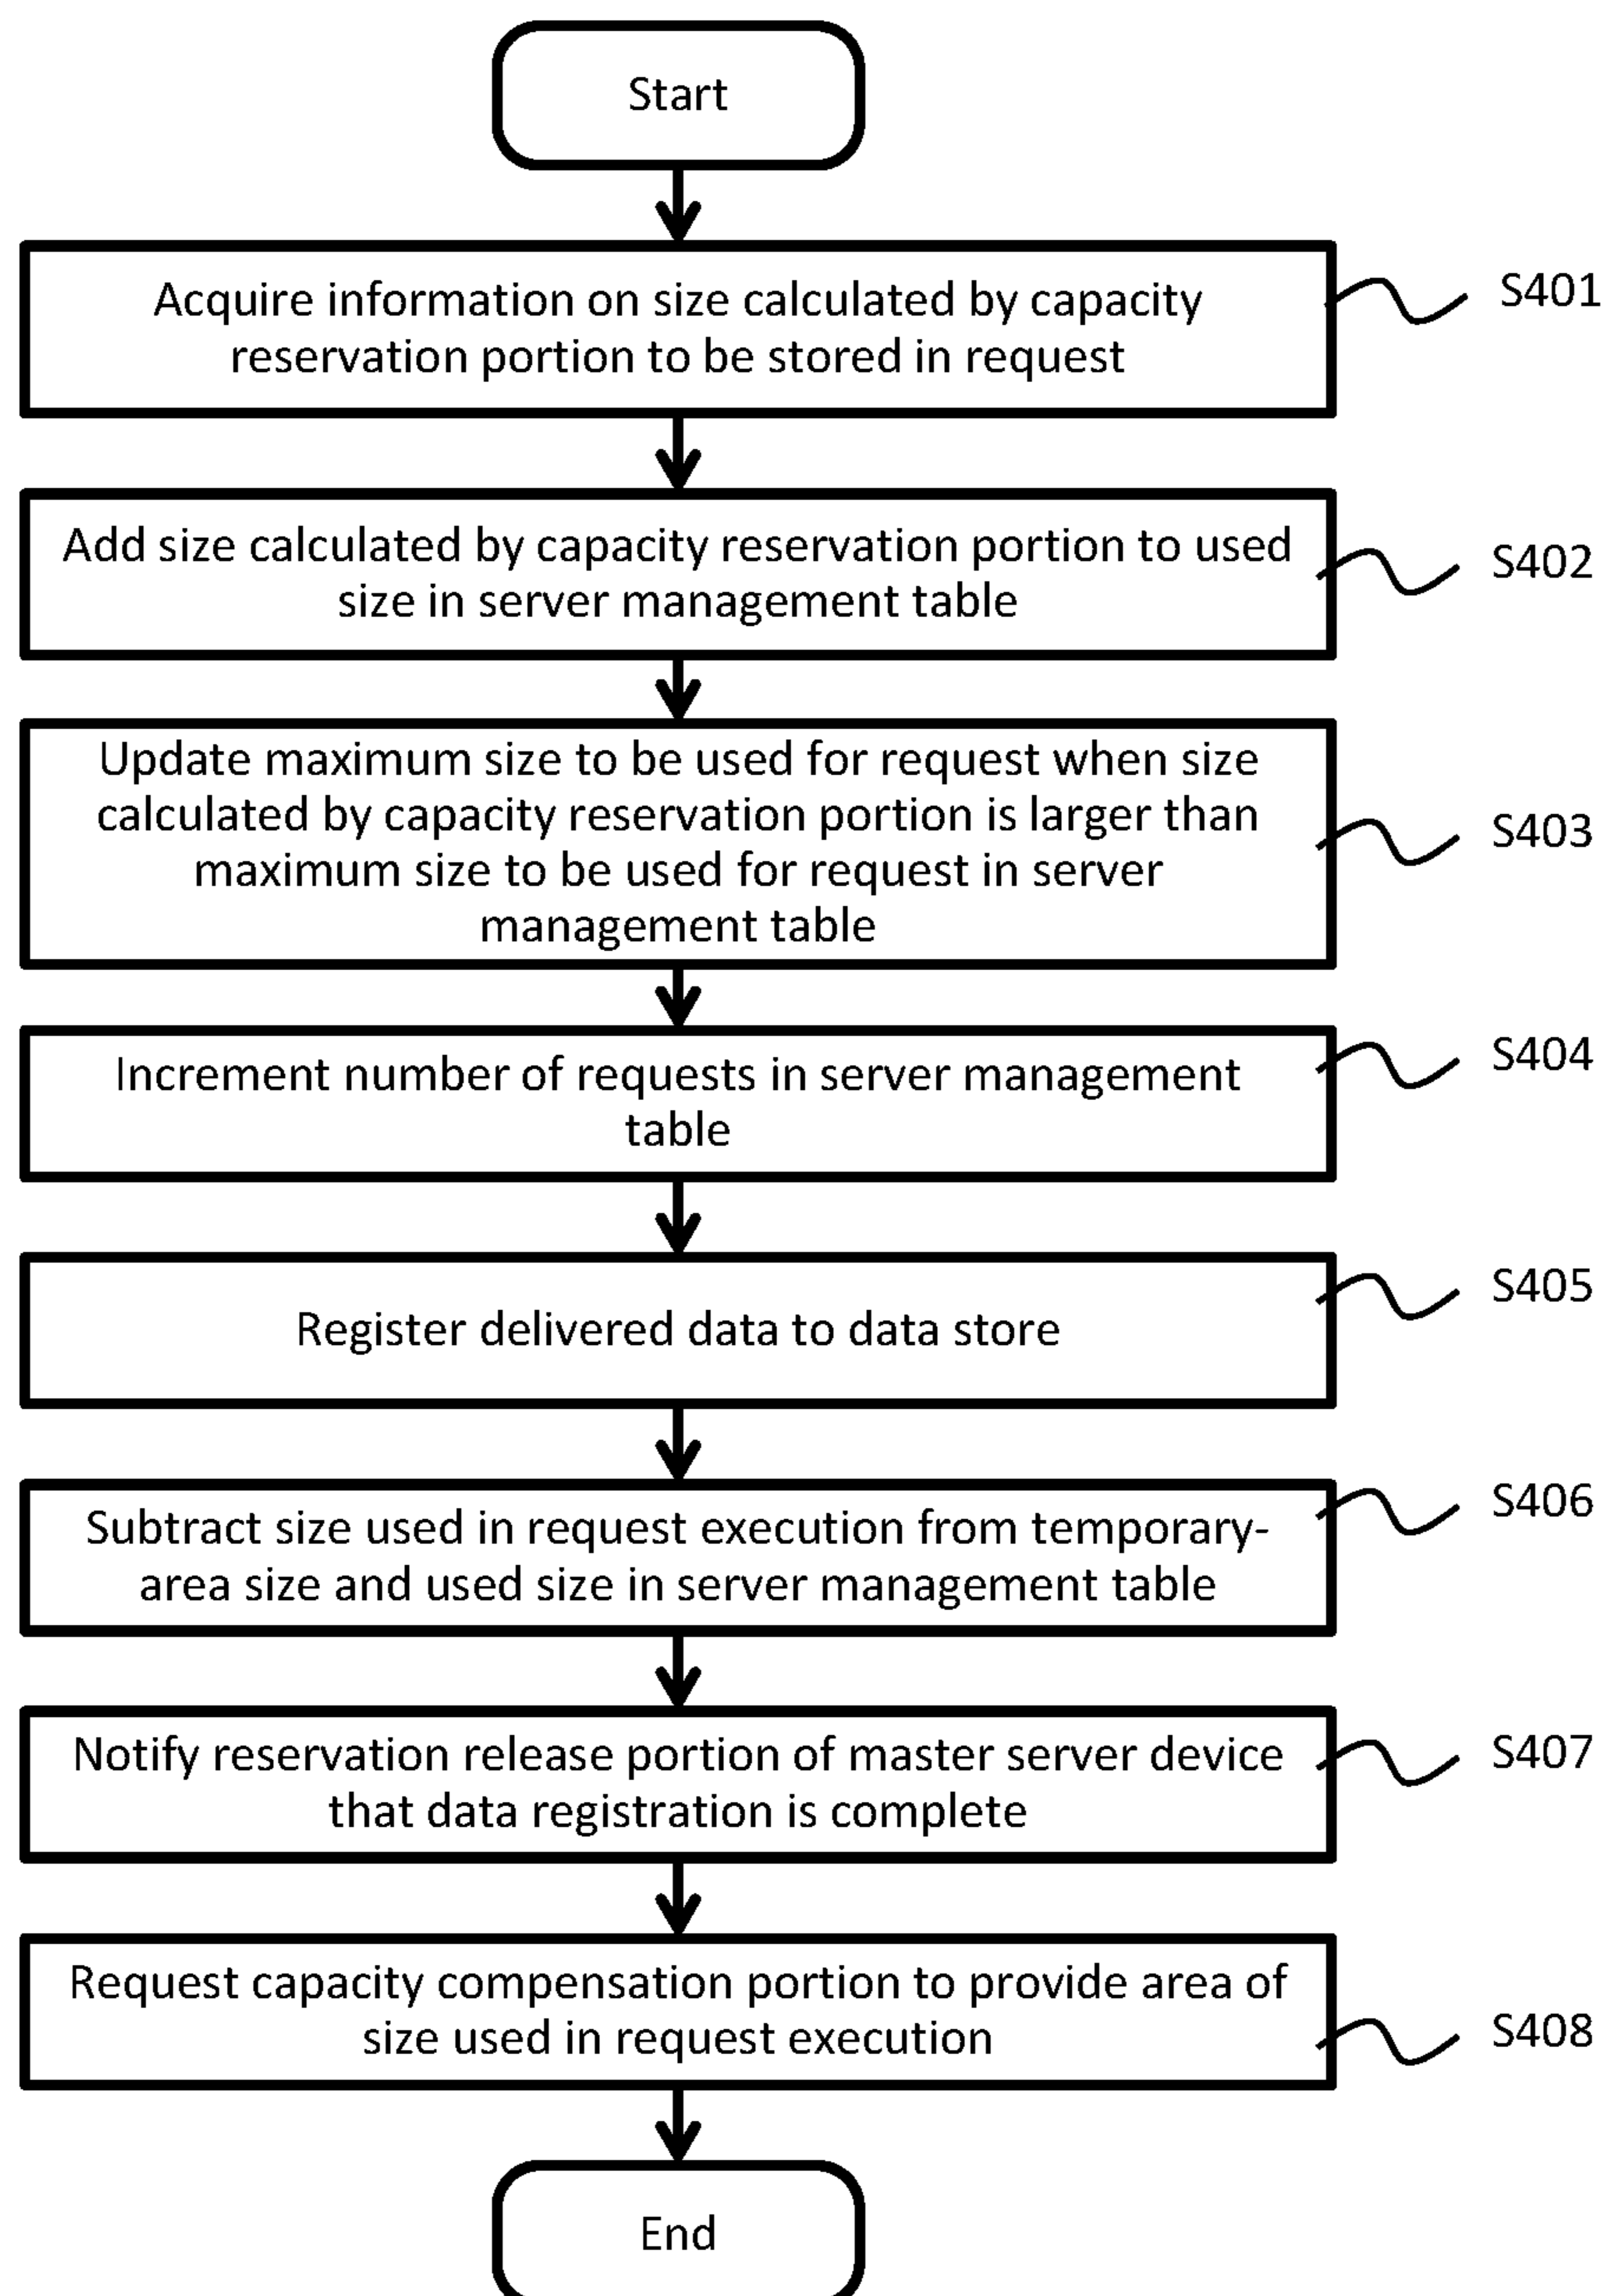 Start
Acquire information on size calculated by capacity
reservation portion to be stored in request
S401
Add size calculated by capacity reservation portion to used
size in server management table
S402
Update maximum size to be used for request when size
calculated by capacity reservation portion is larger than
maximum size to be used for request in server
management table
S403
Increment number of requests in server management
table
S404
Register delivered data to data store
S405
Subtract size used in request execution from temporary-
area size and used size in server management table
S406
Notify reservation release portion of master server device
that data registration is complete
S407
Request capacity compensation portion to provide area of
size used in request execution
S408
End